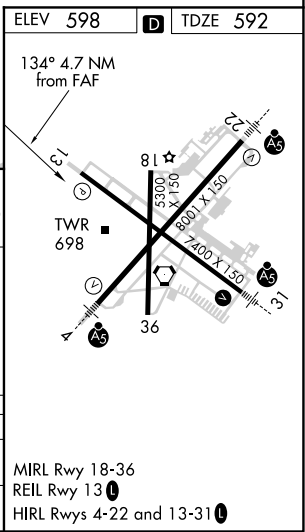 ELEV 598 D TDZE 592
134° 4.7 NM
from FAF
13
22
18
5300
X 150
8001 X 150
7400 X 150
TWR
698
A5
V
P
V
V
A5
A5
31
4
36
MIRL Rwy 18-36
REIL Rwy 13 L
HIRL Rwys 4-22 and 13-31 L